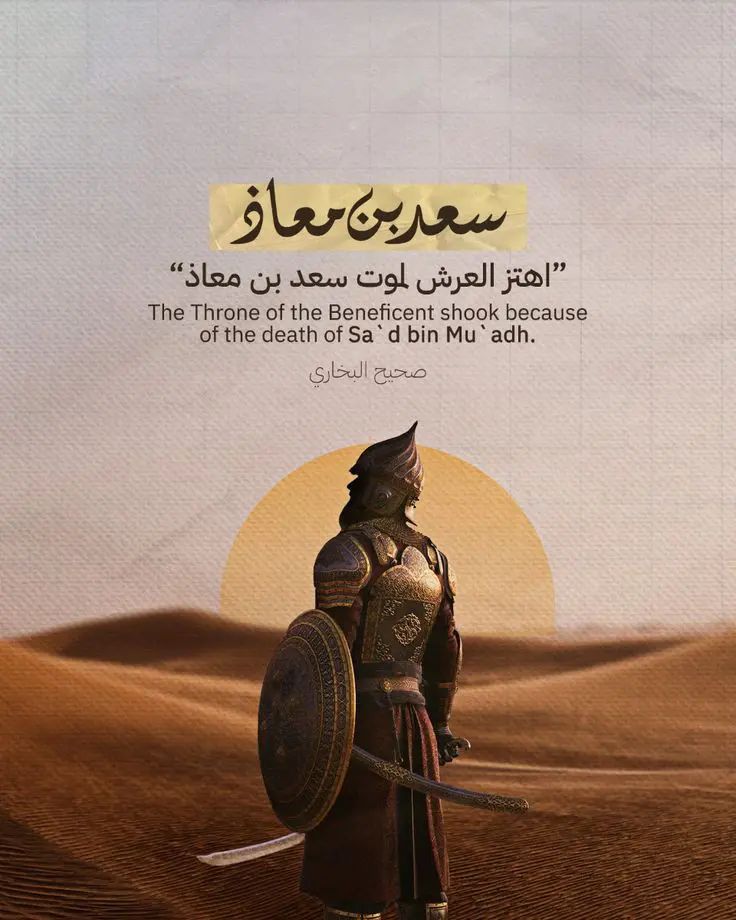 سعد بن معاذ
”اهتز العرش لموت سعد بن معاذ“
The Throne of the Beneficent shook because
of the death of Sa`d bin Mu`adh.
صحيح البخاري